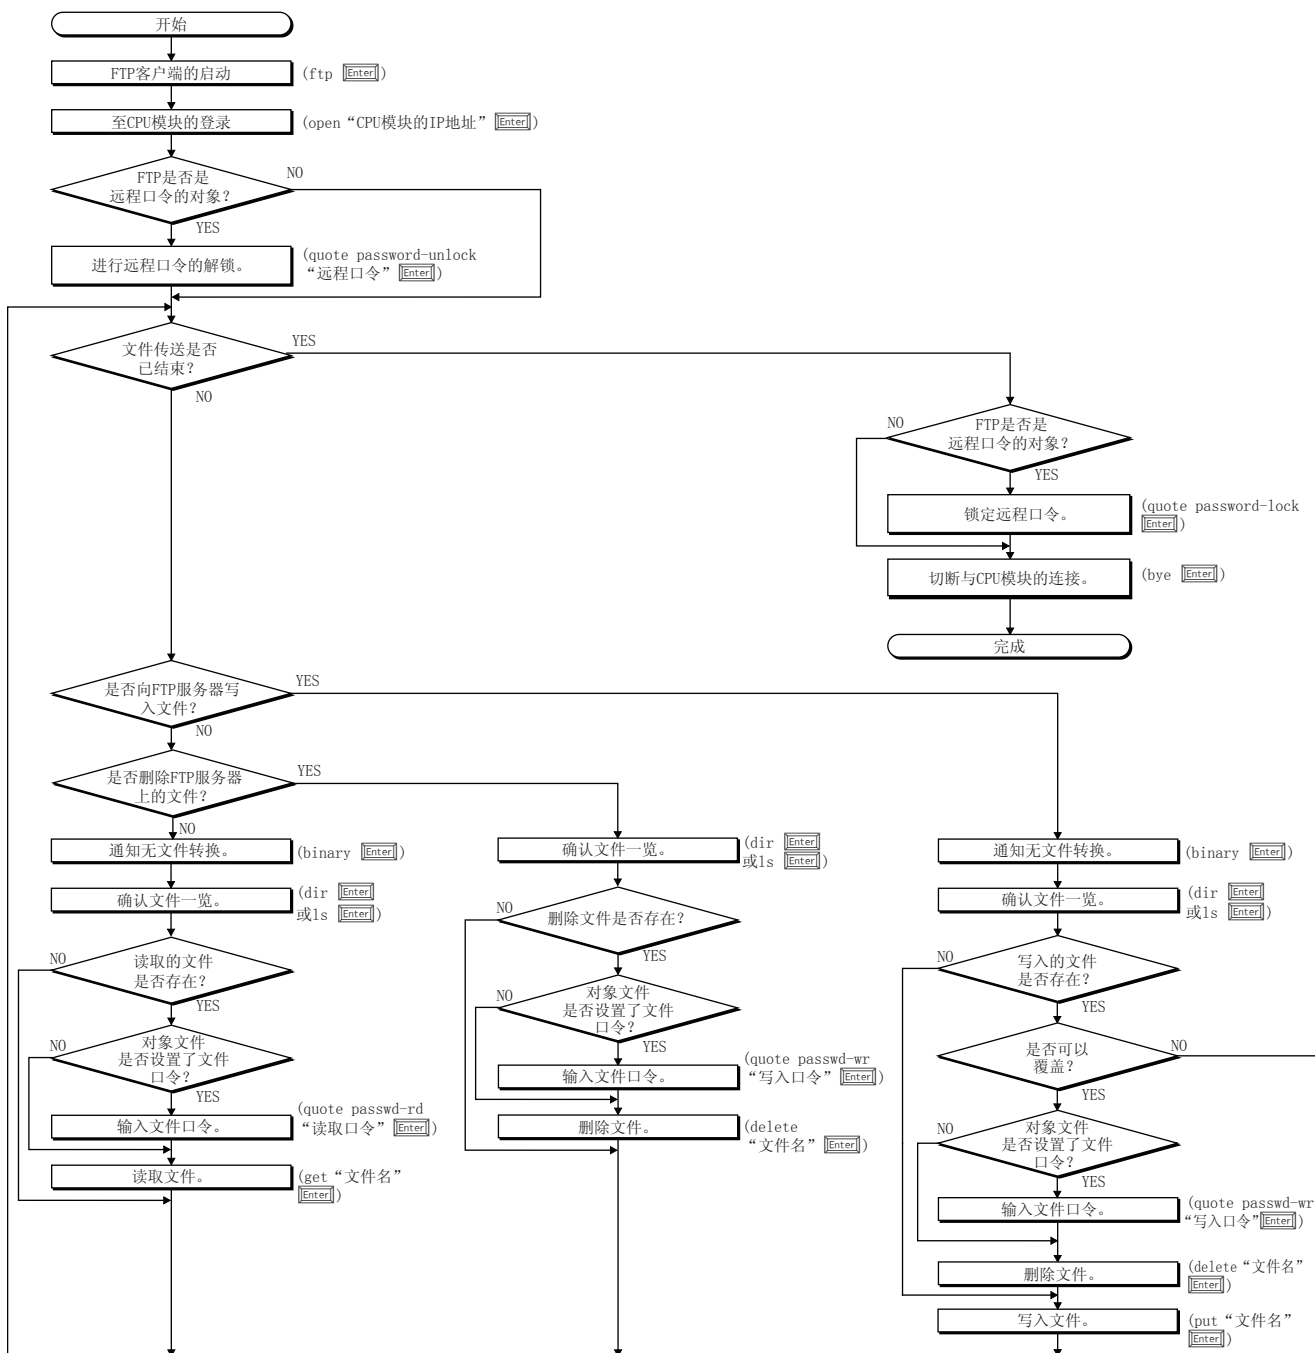 开始
FTP客户端的启动
(ftp Enter)
至CPU模块的登录
(open“CPU模块的IP地址” Enter)
FTP是否是
远程口令的对象？
NO
YES
进行远程口令的解锁。
(quote password-unlock
“远程口令” Enter)
文件传送是否
已结束？
YES
NO
FTP是否是
远程口令的对象？
NO
YES
锁定远程口令。
(quote password-lock
Enter)
切断与CPU模块的连接。
(bye Enter)
完成
是否向FTP服务器写
入文件？
YES
NO
是否删除FTP服务器
上的文件？
YES
NO
通知无文件转换。
(binary Enter)
确认文件一览。
(dir Enter
或ls Enter)
读取的文件
是否存在？
NO
YES
对象文件
是否设置了文件
口令？
NO
YES
输入文件口令。
(quote passwd-rd
“读取口令” Enter)
读取文件。
(get“文件名”
Enter)
确认文件一览。
(dir Enter
或ls Enter)
删除文件是否存在？
NO
YES
对象文件
是否设置了文件
口令？
NO
YES
输入文件口令。
(quote passwd-wr
“写入口令” Enter)
删除文件。
(delete
“文件名” Enter)
通知无文件转换。
(binary Enter)
确认文件一览。
(dir Enter
或ls Enter)
写入的文件
是否存在？
NO
YES
是否可以
覆盖？
NO
YES
对象文件
是否设置了文件
口令？
NO
YES
输入文件口令。
(quote passwd-wr
“写入口令”Enter)
删除文件。
(delete“文件名”
Enter)
写入文件。
(put“文件名”
Enter)